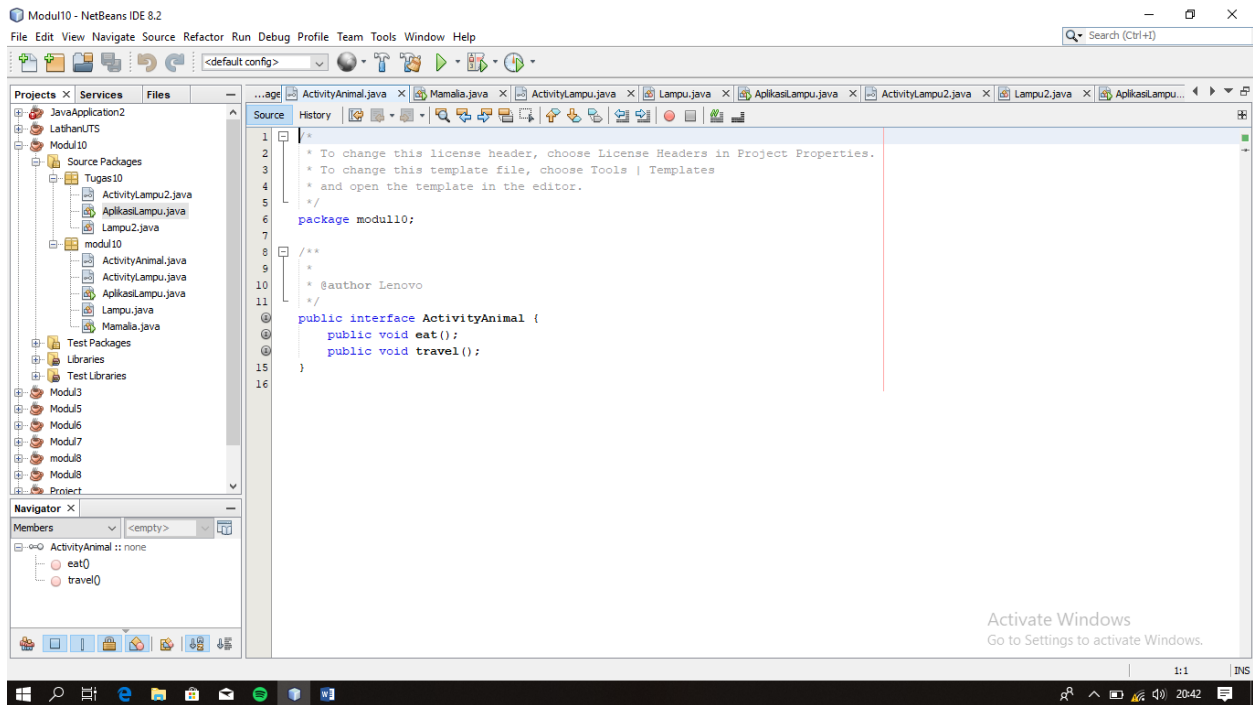 Modul10 - NetBeans IDE 8.2
File Edit View Navigate Source Refactor Run Debug Profile Team Tools Window Help
Search (Ctrl+I)
<default config>
Projects Services Files
...age ActivityAnimal.java Mamalia.java ActivityLampu.java Lampu.java AplikasiLampu.java ActivityLampu2.java Lampu2.java AplikasiLampu...
Source History
JavaApplication2
LatihanUTS
Modul10
Source Packages
Tugas10
ActivityLampu2.java
AplikasiLampu.java
Lampu2.java
modul10
ActivityAnimal.java
ActivityLampu.java
AplikasiLampu.java
Lampu.java
Mamalia.java
Test Packages
Libraries
Test Libraries
Modul3
Modul5
Modul6
Modul7
modul8
Modul8
Project
1 /*
2 * To change this license header, choose License Headers in Project Properties.
3 * To change this template file, choose Tools | Templates
4 * and open the template in the editor.
5 */
6 package modul10;
7
8 /**
9 *
10 * @author Lenovo
11 */
public interface ActivityAnimal {
public void eat();
public void travel();
15 }
16
Navigator
Members <empty>
ActivityAnimal :: none
eat()
travel()
Activate Windows
Go to Settings to activate Windows.
1:1 INS
20:42